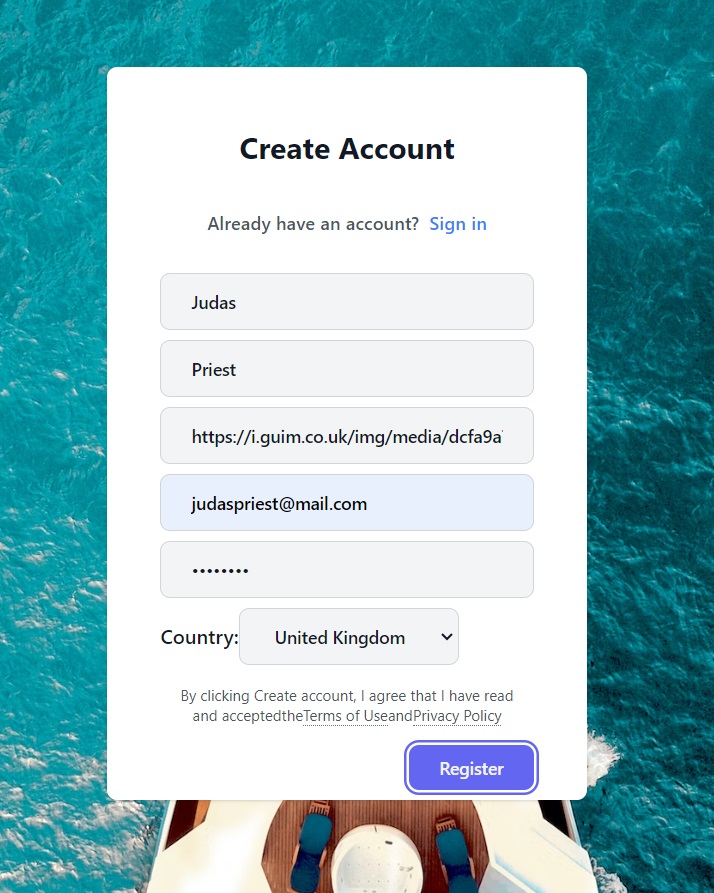 Create Account
Already have an account? Sign in
Judas
Priest
https://i.guim.co.uk/img/media/dcfa9a
judaspriest@mail.com
••••••••
Country: United Kingdom
By clicking Create account, I agree that I have read
and acceptedtheTerms of UseandPrivacy Policy
Register